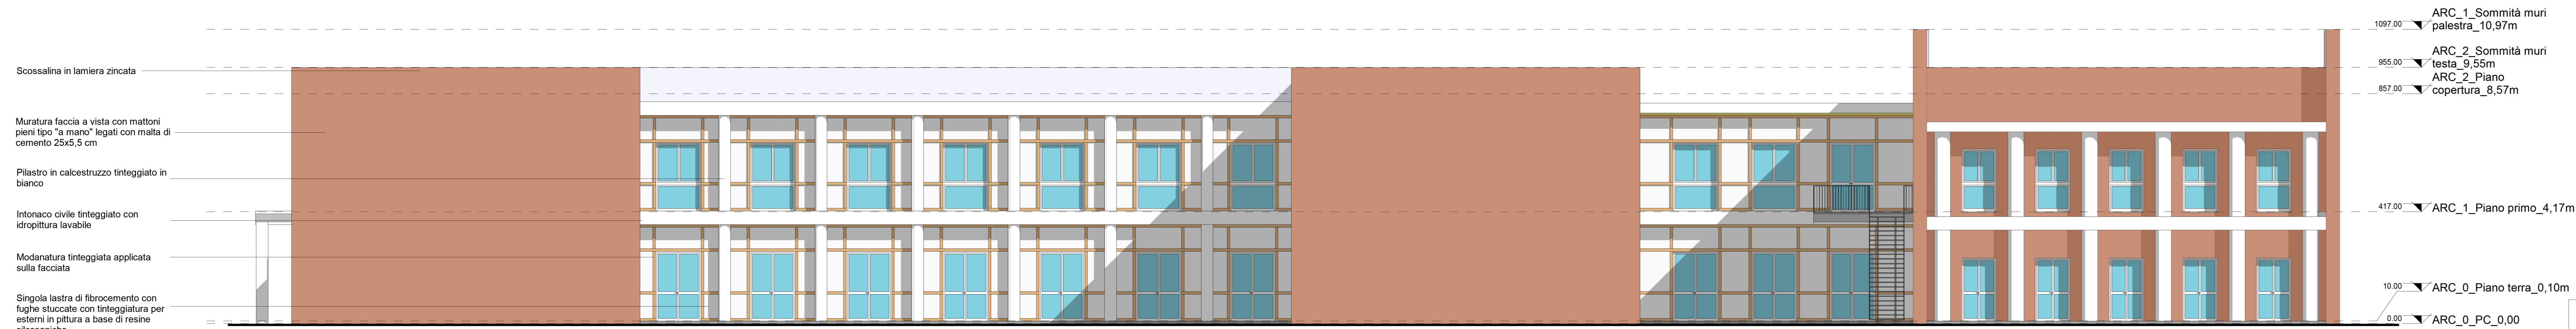 Scossalina in lamiera zincata
Muratura faccia a vista con mattoni
pieni tipo "a mano" legati con malta di
cemento 25x5,5 cm
Pilastro in calcestruzzo tinteggiato in
bianco
Intonaco civile tinteggiato con
idropittura lavabile
Modanatura tinteggiata applicata
sulla facciata
Singola lastra di fibrocemento con
fughe stuccate con tinteggiatura per
esterni in pittura a base di resine
1097.00
ARC_1_Sommità muri
palestra_10,97m
955.00
ARC_2_Sommità muri
testa_9,55m
857.00
ARC_2_Piano
copertura_8,57m
417.00
ARC_1_Piano primo_4,17m
10.00
ARC_0_Piano terra_0,10m
0.00
ARC_0_PC_0,00